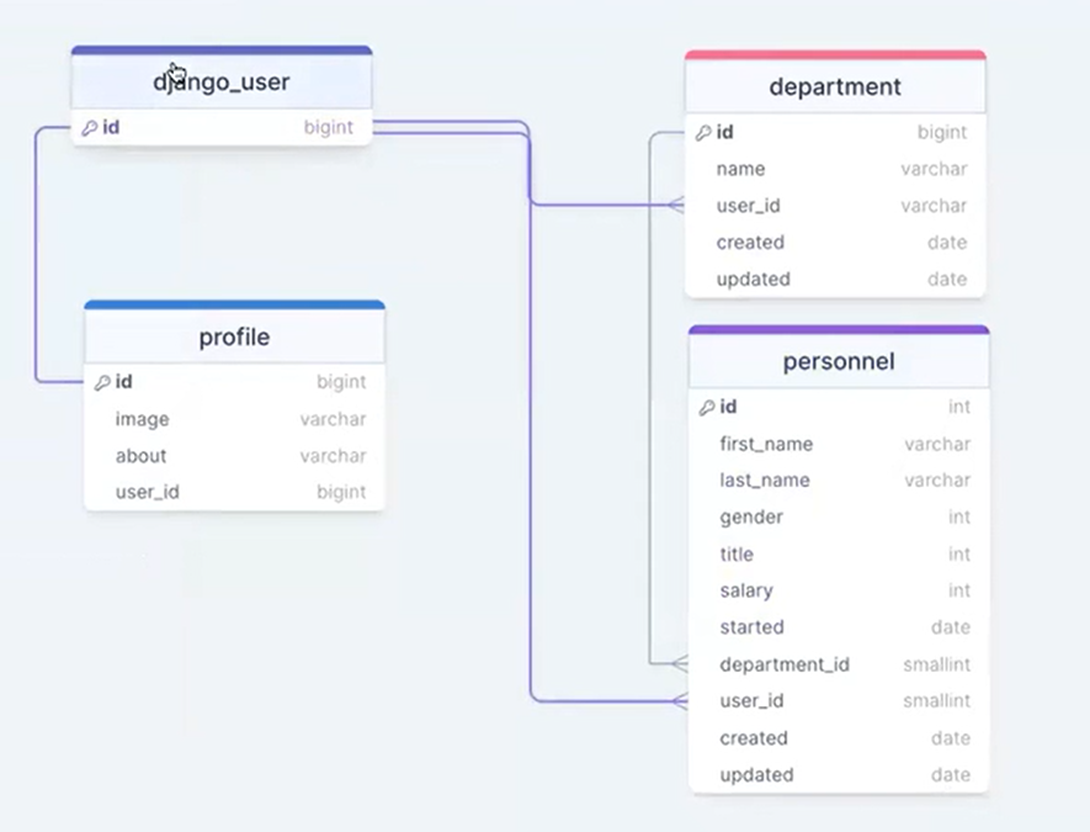 django_user
id bigint
profile
id bigint
image varchar
about varchar
user_id bigint
department
id bigint
name varchar
user_id varchar
created date
updated date
personnel
id int
first_name varchar
last_name varchar
gender int
title int
salary int
started date
department_id smallint
user_id smallint
created date
updated date